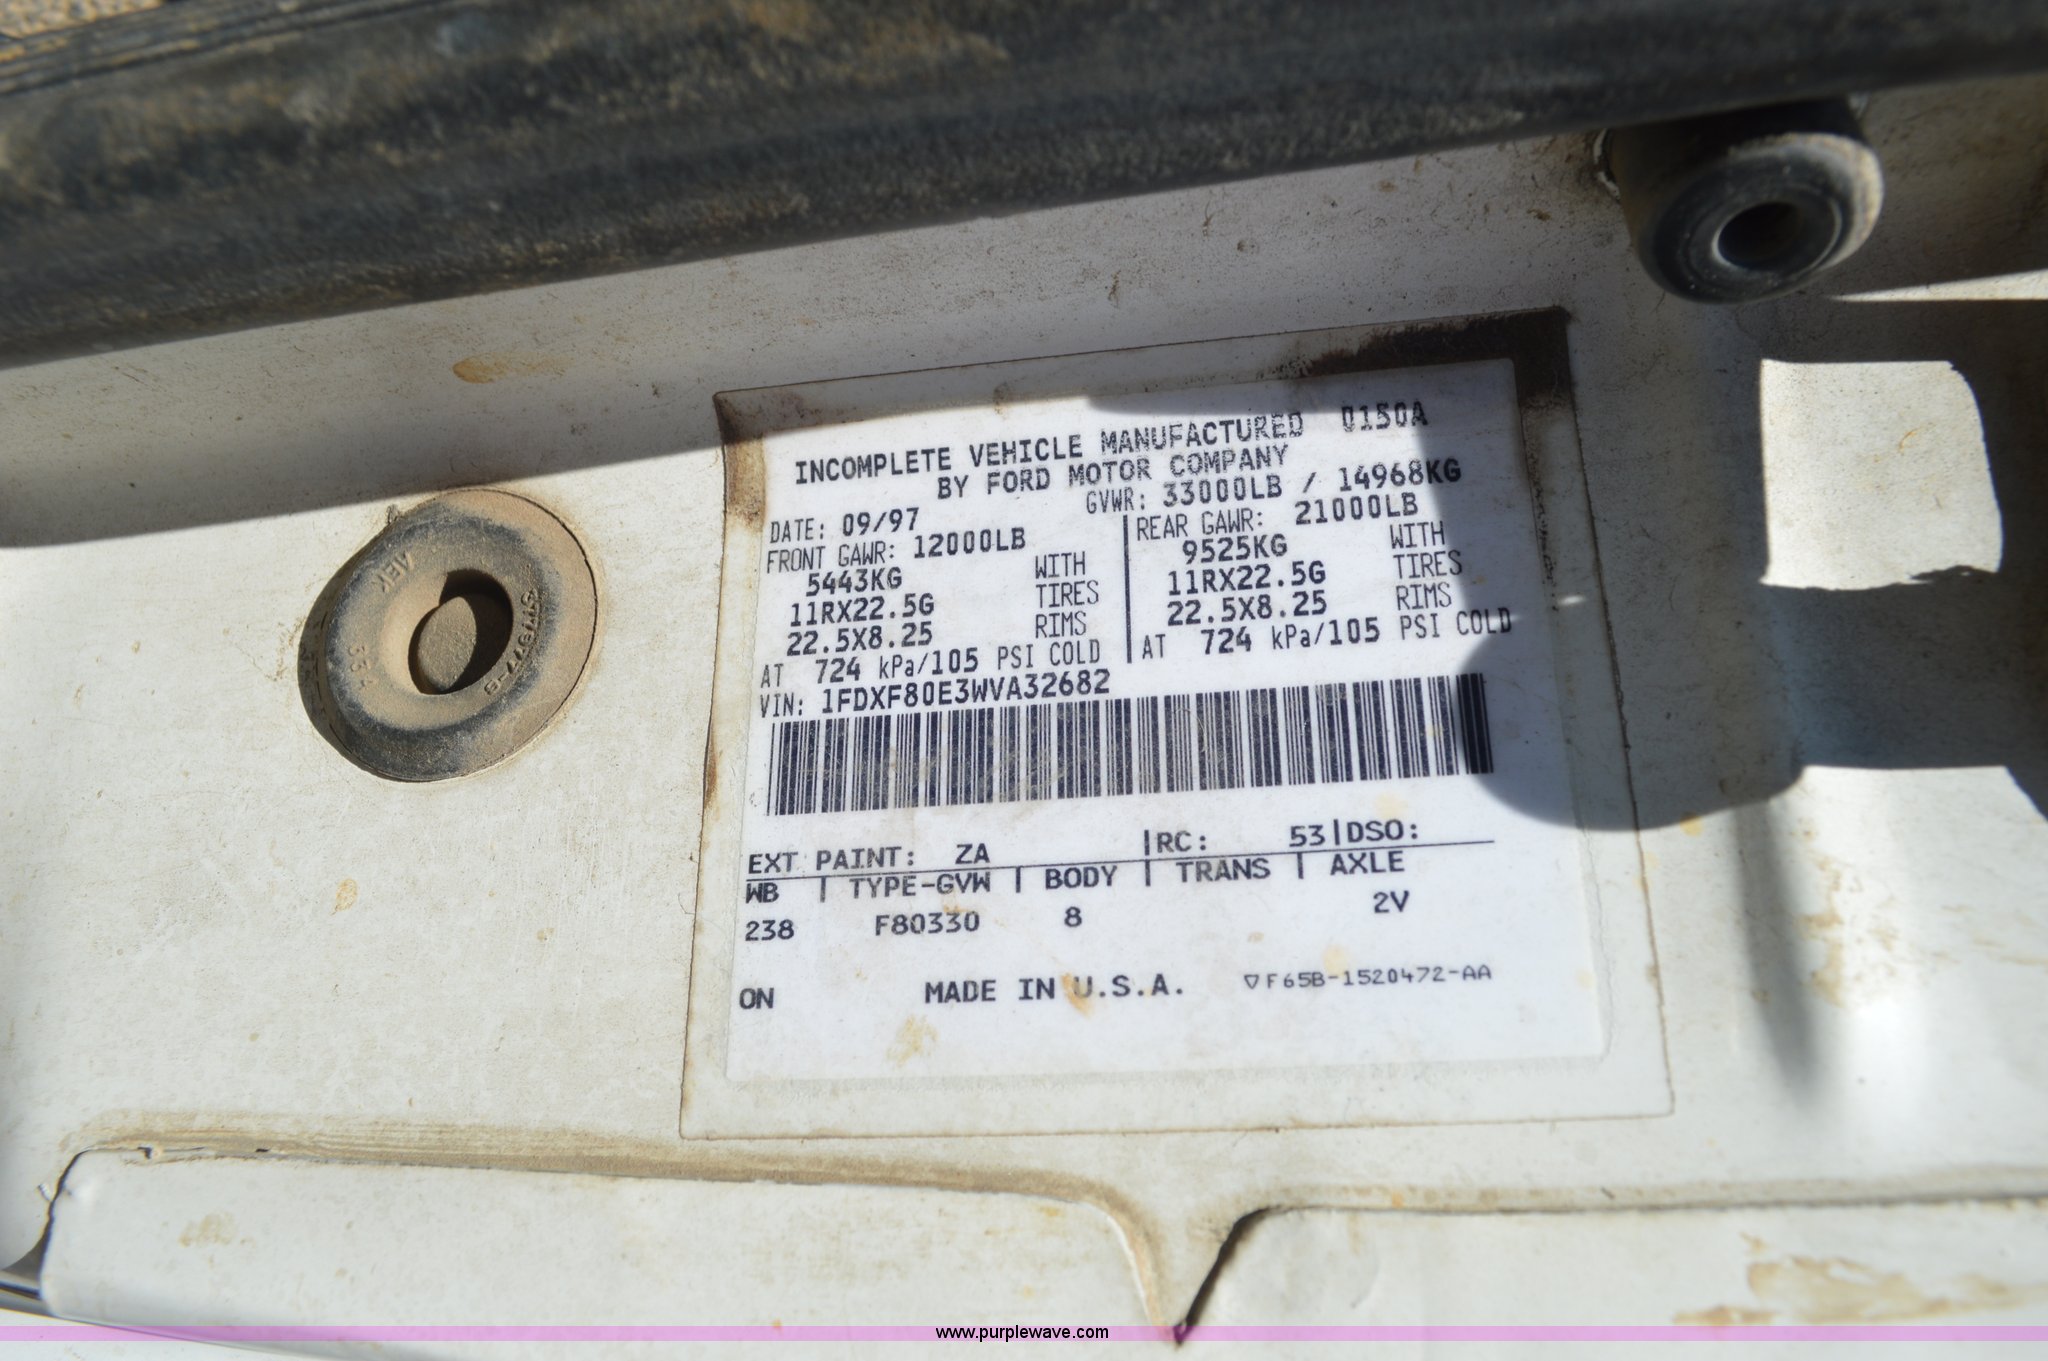 INCOMPLETE VEHICLE MANUFACTURED 0150A
BY FORD MOTOR COMPANY
DATE: 09/97 GVWR: 33000LB / 14968KG
FRONT GAWR: 12000LB REAR GAWR: 21000LB
5443KG WITH 9525KG WITH
11RX22.5G TIRES 11RX22.5G TIRES
22.5X8.25 RIMS 22.5X8.25 RIMS
AT 724 kPa/105 PSI COLD AT 724 kPa/105 PSI COLD
VIN: 1FDXF80E3WVA32682
EXT PAINT: ZA |RC: 53|DSO:
WB | TYPE-GVW | BODY | TRANS | AXLE
238 F80330 8 2V
ON MADE IN U.S.A. ▽F65B-1520472-AA
www.purplewave.com